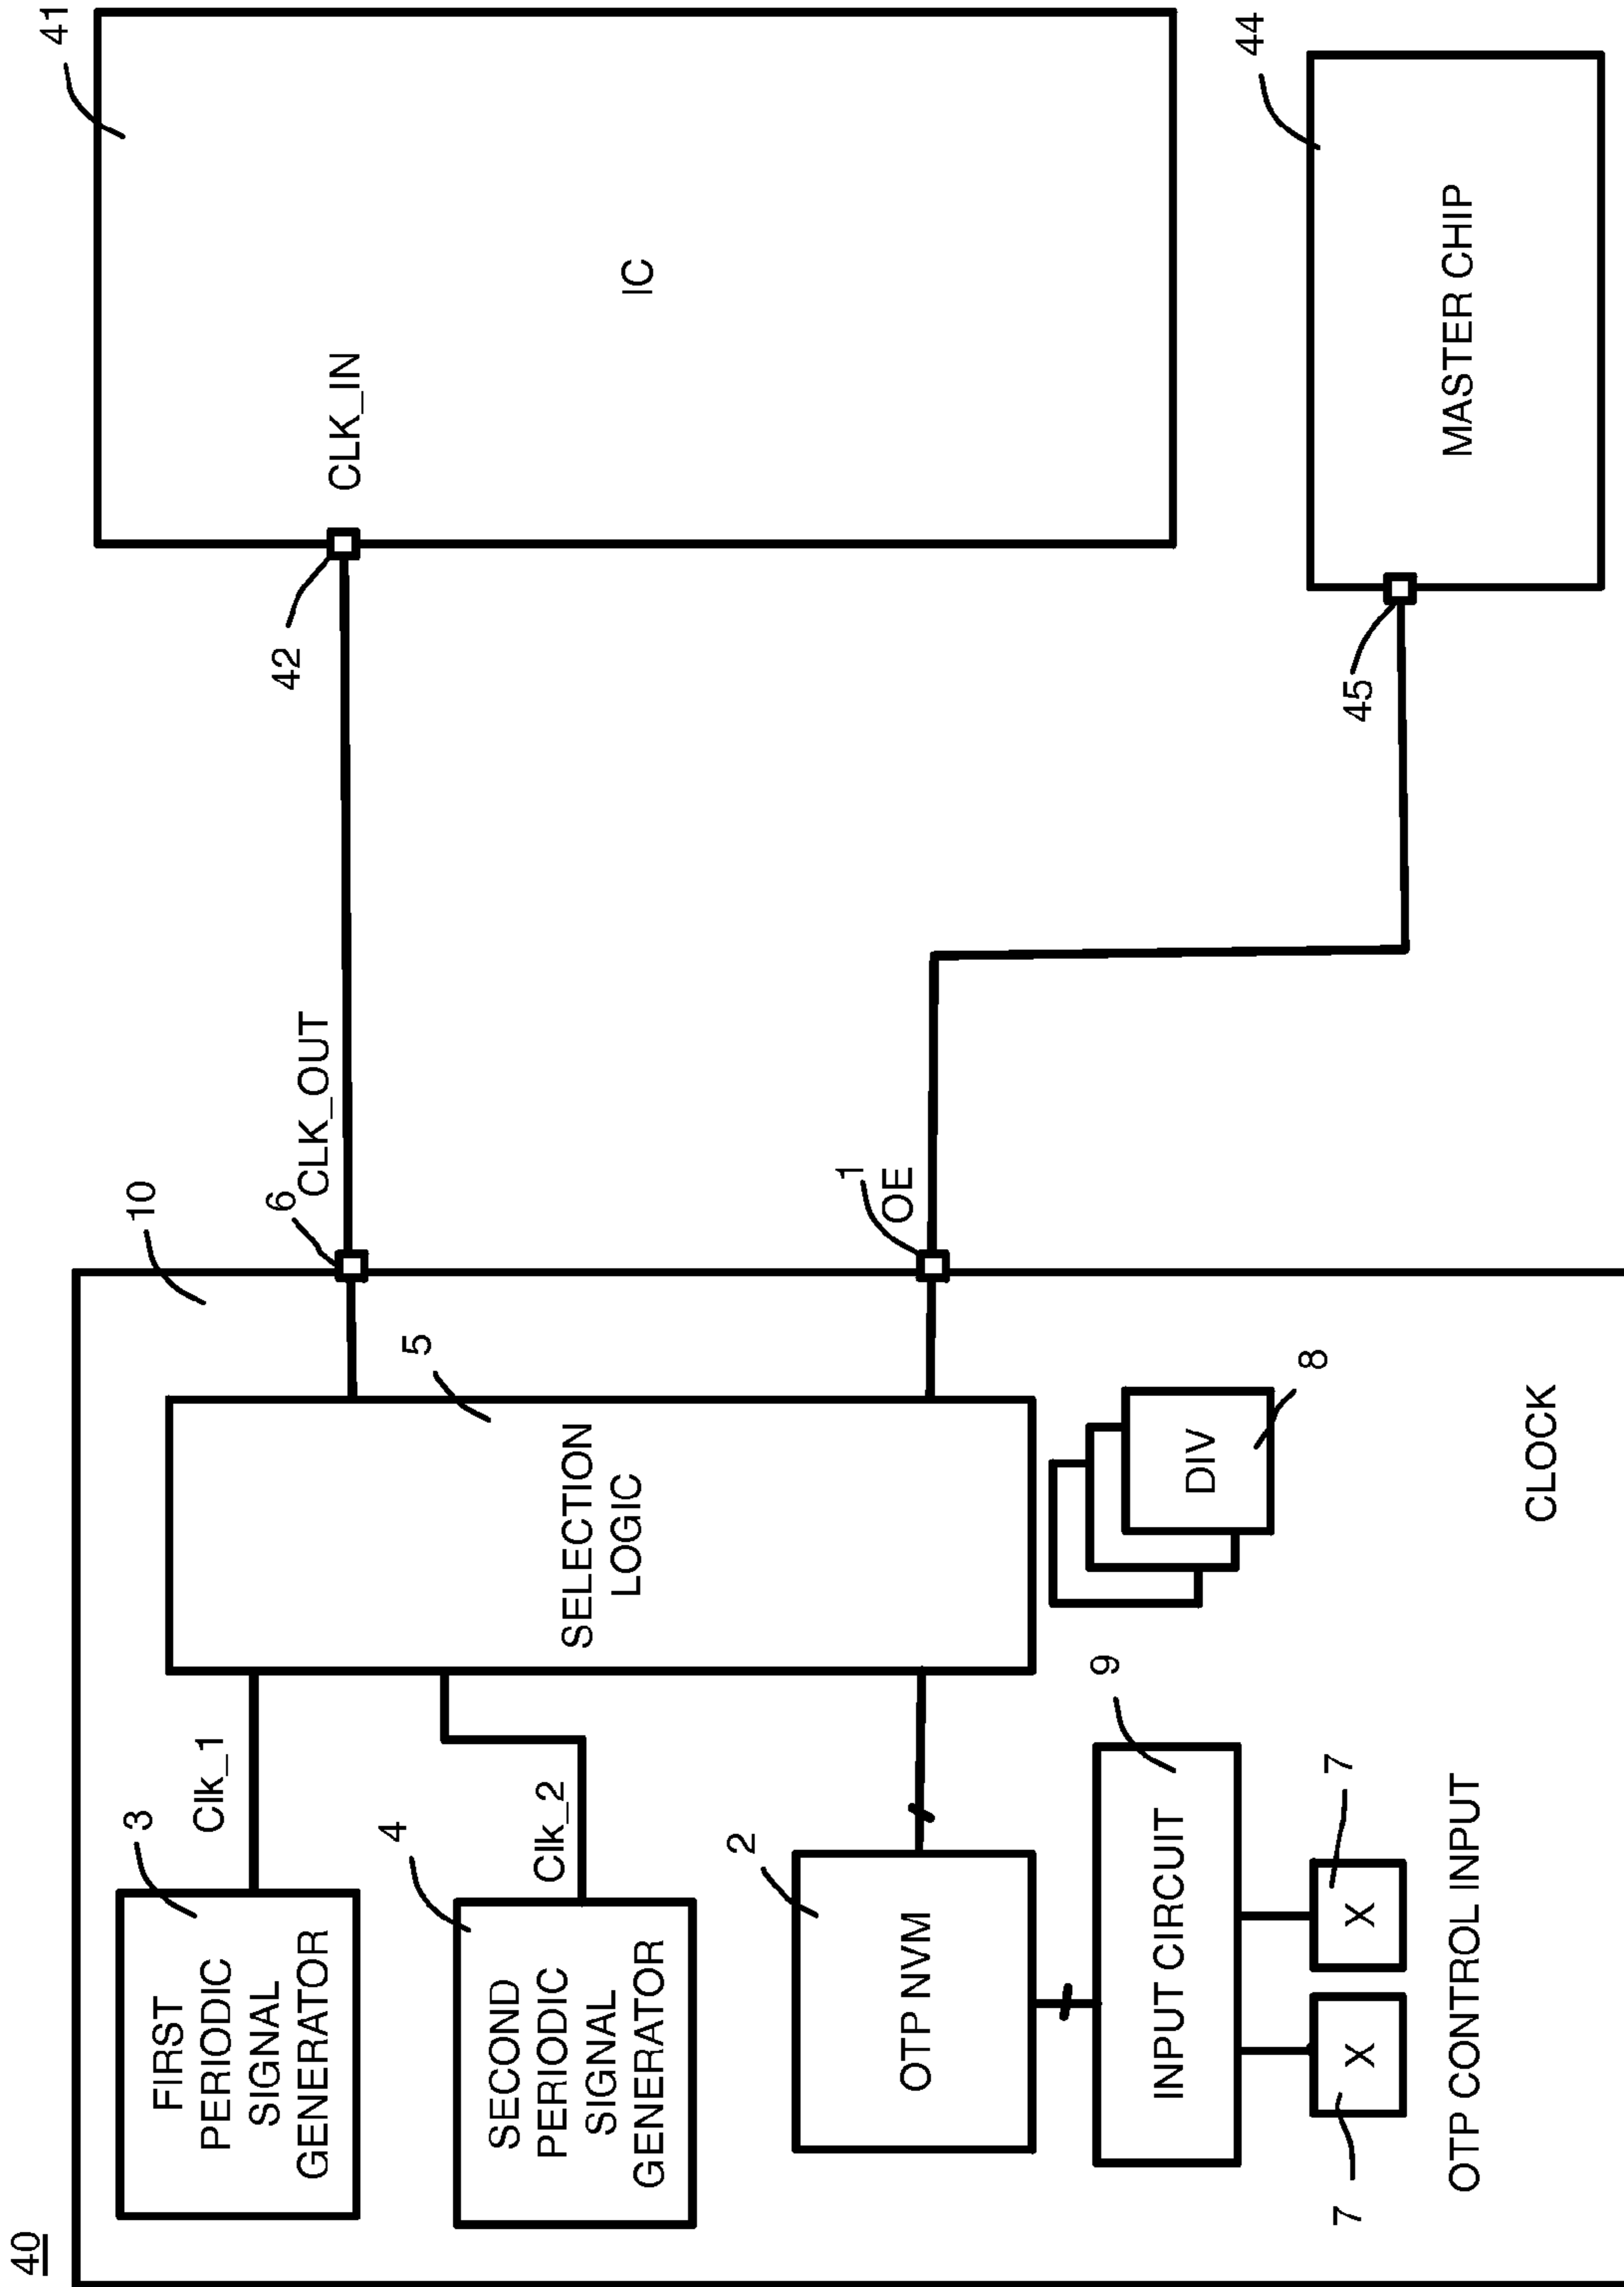 40
FIRST
PERIODIC
SIGNAL
GENERATOR
3
Clk_1
SECOND
PERIODIC
SIGNAL
GENERATOR
4
Clk_2
OTP NVM
2
INPUT CIRCUIT
9
X
7
X
7
OTP CONTROL INPUT
SELECTION
LOGIC
5
DIV
8
CLOCK
10
6
CLK_OUT
1
OE
42
CLK_IN
IC
41
45
MASTER CHIP
44